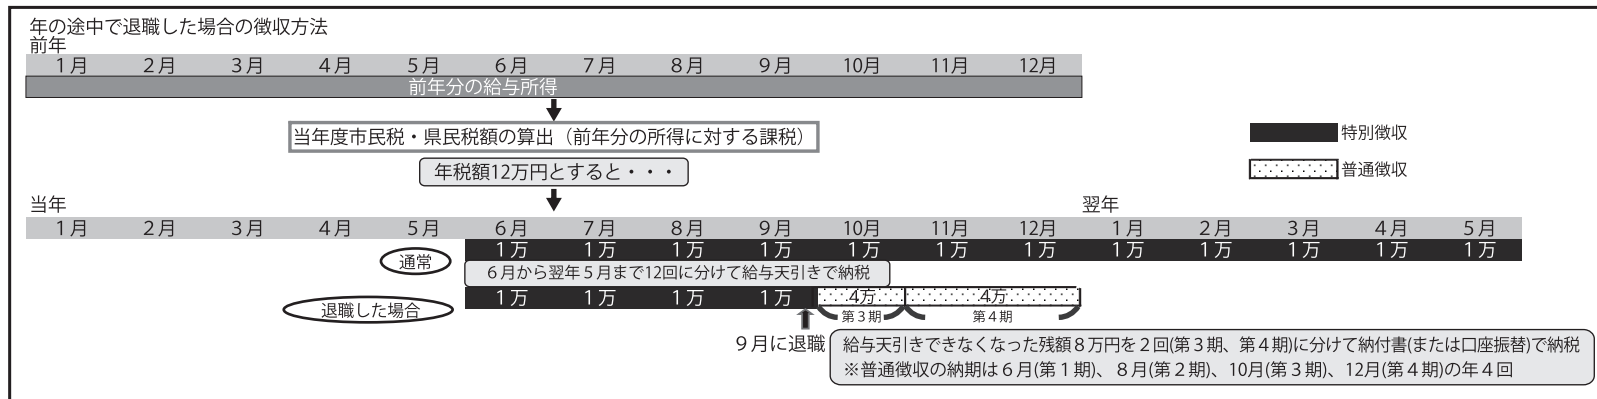 年の途中で退職した場合の徴収方法
前年
1月 2月 3月 4月 5月 6月 7月 8月 9月 10月 11月 12月
前年分の給与所得
当年度市民税・県民税額の算出（前年分の所得に対する課税）
特別徴収
年税額12万円とすると・・・
普通徴収
当年 翌年
1月 2月 3月 4月 5月 6月 7月 8月 9月 10月 11月 12月 1月 2月 3月 4月 5月
通常 1万 1万 1万 1万 1万 1万 1万 1万 1万 1万 1万 1万
6月から翌年5月まで12回に分けて給与天引きで納税
退職した場合 1万 1万 1万 1万 4万 4万
第3期 第4期
9月に退職
給与天引きできなくなった残額8万円を2回(第3期、第4期)に分けて納付書(または口座振替)で納税
※普通徴収の納期は6月(第1期)、8月(第2期)、10月(第3期)、12月(第4期)の年4回